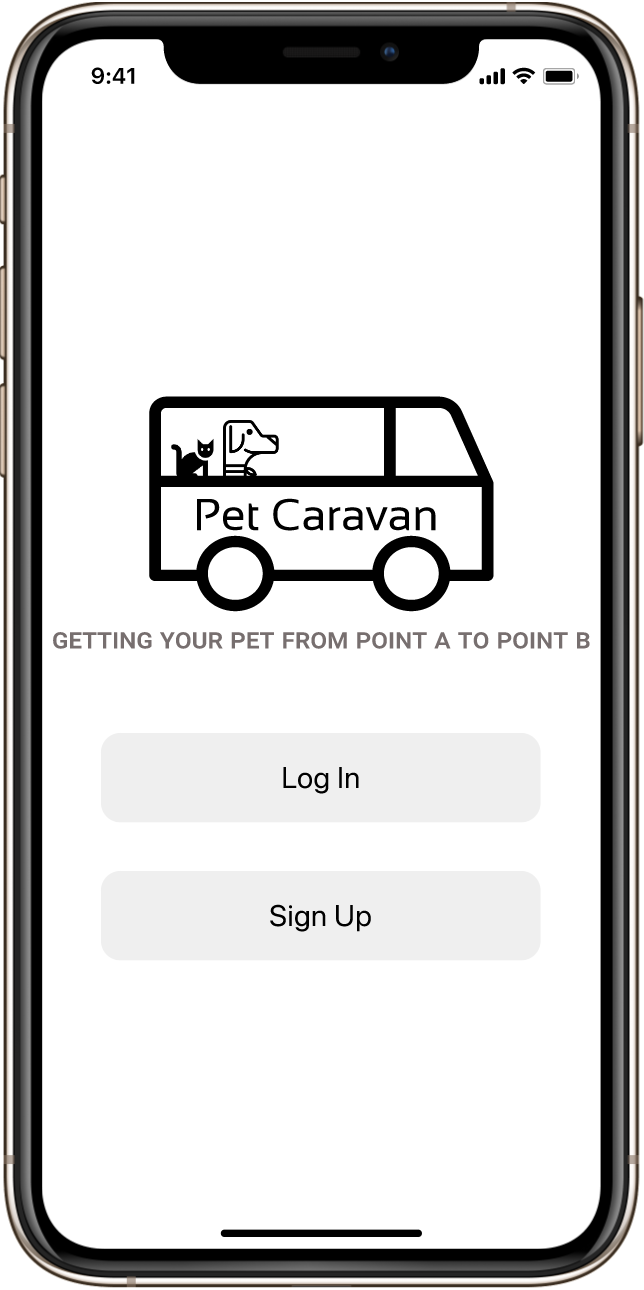 9:41
Pet Caravan
GETTING YOUR PET FROM POINT A TO POINT B
Log In
Sign Up